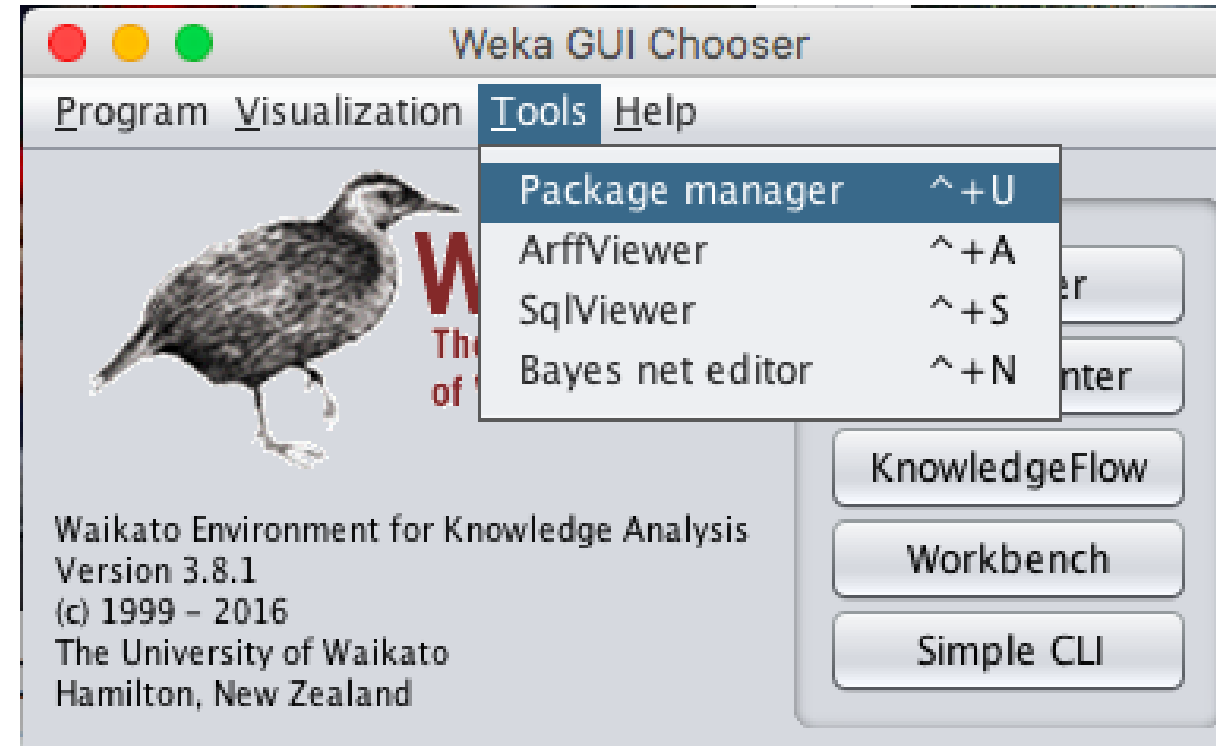 Weka GUI Chooser
Program Visualization Tools Help
Package manager ^+U
ArffViewer ^+A
SqlViewer ^+S
Bayes net editor ^+N
KnowledgeFlow
Workbench
Simple CLI
Waikato Environment for Knowledge Analysis
Version 3.8.1
(c) 1999 – 2016
The University of Waikato
Hamilton, New Zealand